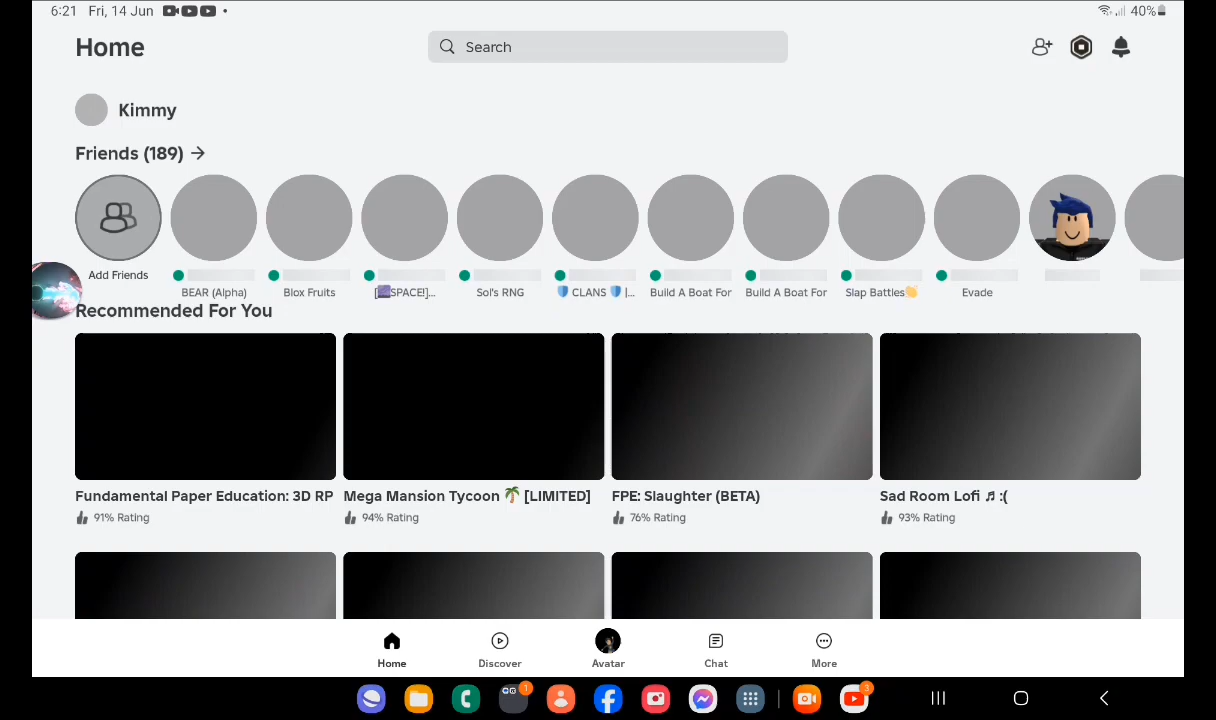 6:21 Fri, 14 Jun 40%
Home
Search
Kimmy
Friends (189) →
Add Friends
BEAR (Alpha)
Blox Fruits
[🌌SPACE!]...
Sol's RNG
🛡️ CLANS 🛡️ |...
Build A Boat For
Build A Boat For
Slap Battles👏
Evade
Recommended For You
Fundamental Paper Education: 3D RP
Mega Mansion Tycoon 🌴 [LIMITED]
FPE: Slaughter (BETA)
Sad Room Lofi ♬ :(
91% Rating
94% Rating
76% Rating
93% Rating
Home
Discover
Avatar
Chat
More
1
3